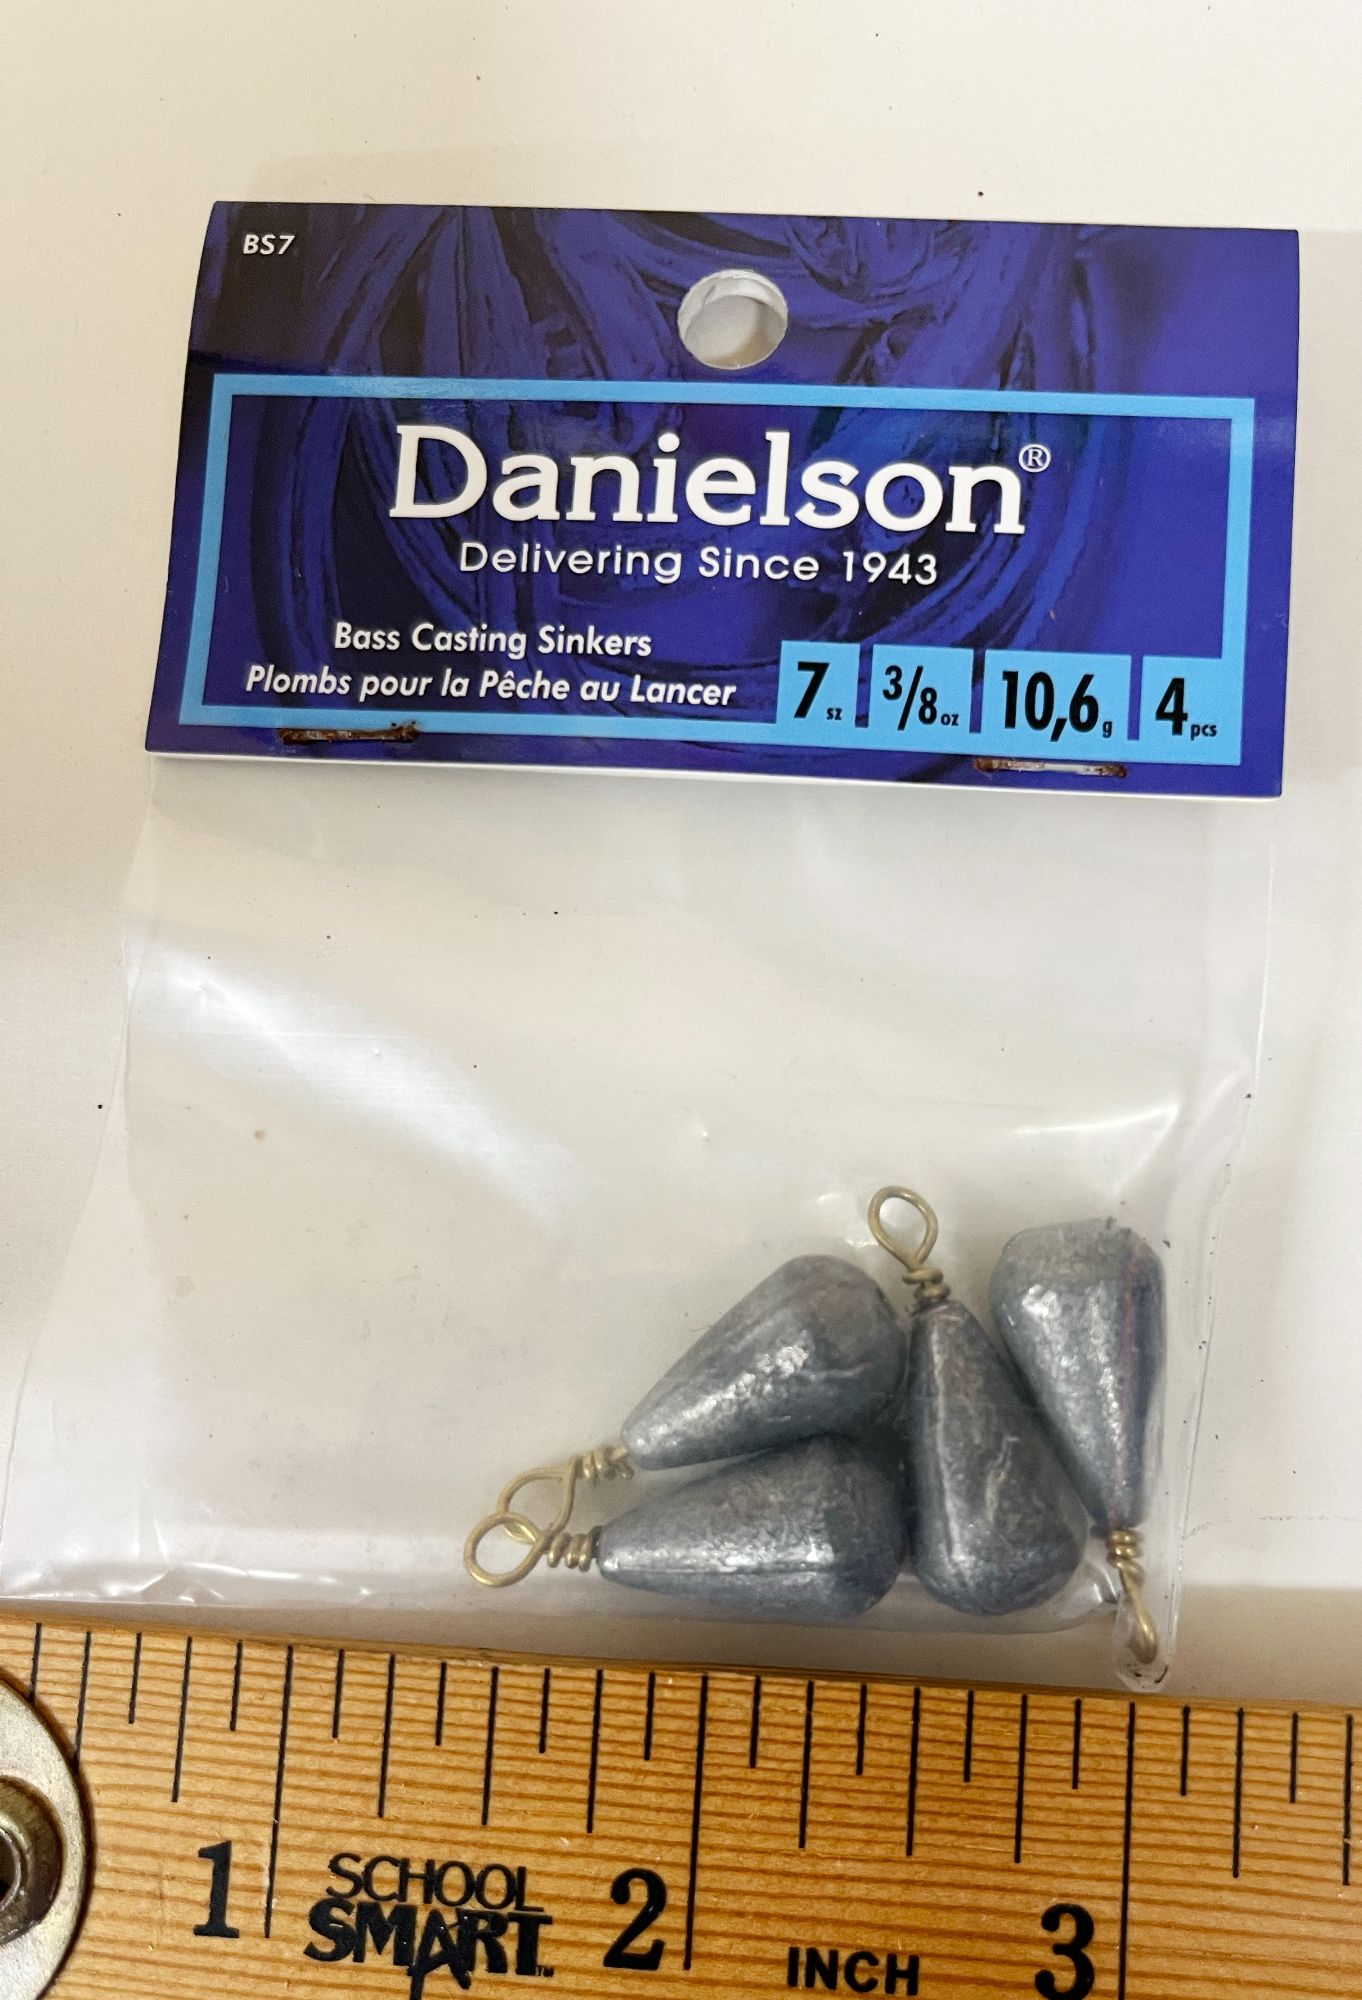 BS7
Danielson®
Delivering Since 1943
Bass Casting Sinkers
Plombs pour la Pêche au Lancer
7 sz 3/8 oz 10,6 g 4 pcs
1 SCHOOL SMART™ 2 INCH 3